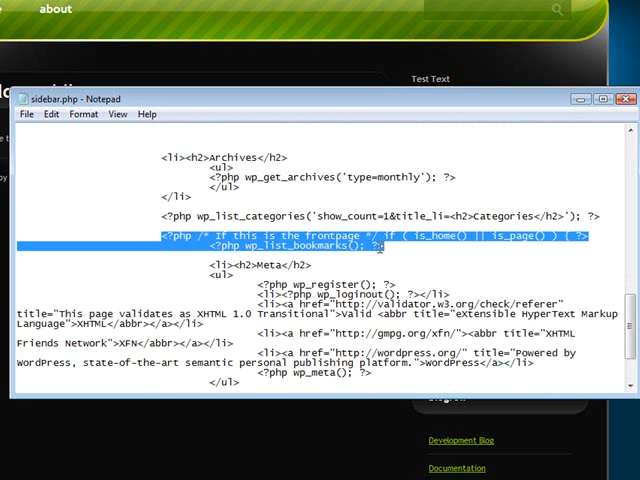 about
Test Text
sidebar.php - Notepad
File Edit Format View Help
<li><h2>Archives</h2>
<ul>
<?php wp_get_archives('type=monthly'); ?>
</ul>
</li>
<?php wp_list_categories('show_count=1&title_li=<h2>Categories</h2>'); ?>
<?php /* If this is the frontpage */ if ( is_home() || is_page() ) { ?>
<?php wp_list_bookmarks(); ?>
<li><h2>Meta</h2>
<ul>
<?php wp_register(); ?>
<li><?php wp_loginout(); ?></li>
<li><a href="http://validator.w3.org/check/referer"
title="This page validates as XHTML 1.0 Transitional">Valid <abbr title="eXtensible HyperText Markup
Language">XHTML</abbr></a></li>
<li><a href="http://gmpg.org/xfn/"><abbr title="XHTML
Friends Network">XFN</abbr></a></li>
<li><a href="http://wordpress.org/" title="Powered by
WordPress, state-of-the-art semantic personal publishing platform.">WordPress</a></li>
<?php wp_meta(); ?>
</ul>
Development Blog
Documentation